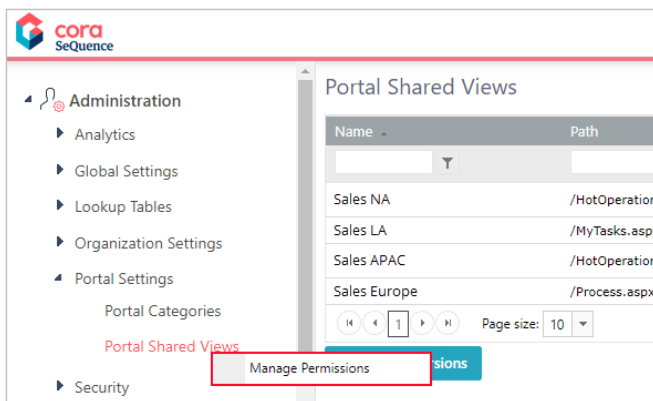 cora
SeQuence
Administration
Analytics
Global Settings
Lookup Tables
Organization Settings
Portal Settings
Portal Categories
Portal Shared Views
Manage Permissions
Security
Portal Shared Views
Name Path
Sales NA /HotOperation
Sales LA /MyTasks.asp
Sales APAC /HotOperation
Sales Europe /Process.aspx
1 Page size: 10